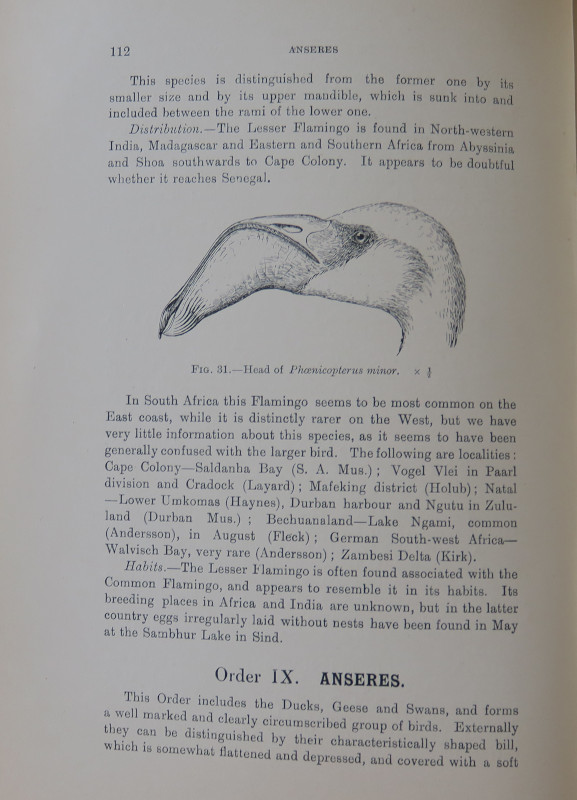 112
ANSERES
This species is distinguished from the former one by its
smaller size and by its upper mandible, which is sunk into and
included between the rami of the lower one.
Distribution.—The Lesser Flamingo is found in North-western
India, Madagascar and Eastern and Southern Africa from Abyssinia
and Shoa southwards to Cape Colony. It appears to be doubtful
whether it reaches Senegal.
FIG. 31.—Head of Phœnicopterus minor. ×
In South Africa this Flamingo seems to be most common on the
East coast, while it is distinctly rarer on the West, but we have
very little information about this species, as it seems to have been
generally confused with the larger bird. The following are localities :
Cape Colony—Saldanha Bay (S. A. Mus.) ; Vogel Vlei in Paarl
division and Cradock (Layard) ; Mafeking district (Holub) ; Natal
—Lower Umkomas (Haynes), Durban harbour and Ngutu in Zulu-
land (Durban Mus.) ; Bechuanaland—Lake Ngami, common
(Andersson), in August (Fleck) ; German South-west Africa—
Walvisch Bay, very rare (Andersson) ; Zambesi Delta (Kirk).
Habits.—The Lesser Flamingo is often found associated with the
Common Flamingo, and appears to resemble it in its habits. Its
breeding places in Africa and India are unknown, but in the latter
country eggs irregularly laid without nests have been found in May
at the Sambhur Lake in Sind.
Order IX. ANSERES.
This Order includes the Ducks, Geese and Swans, and forms
a well marked and clearly circumscribed group of birds. Externally
they can be distinguished by their characteristically shaped bill,
which is somewhat flattened and depressed, and covered with a soft